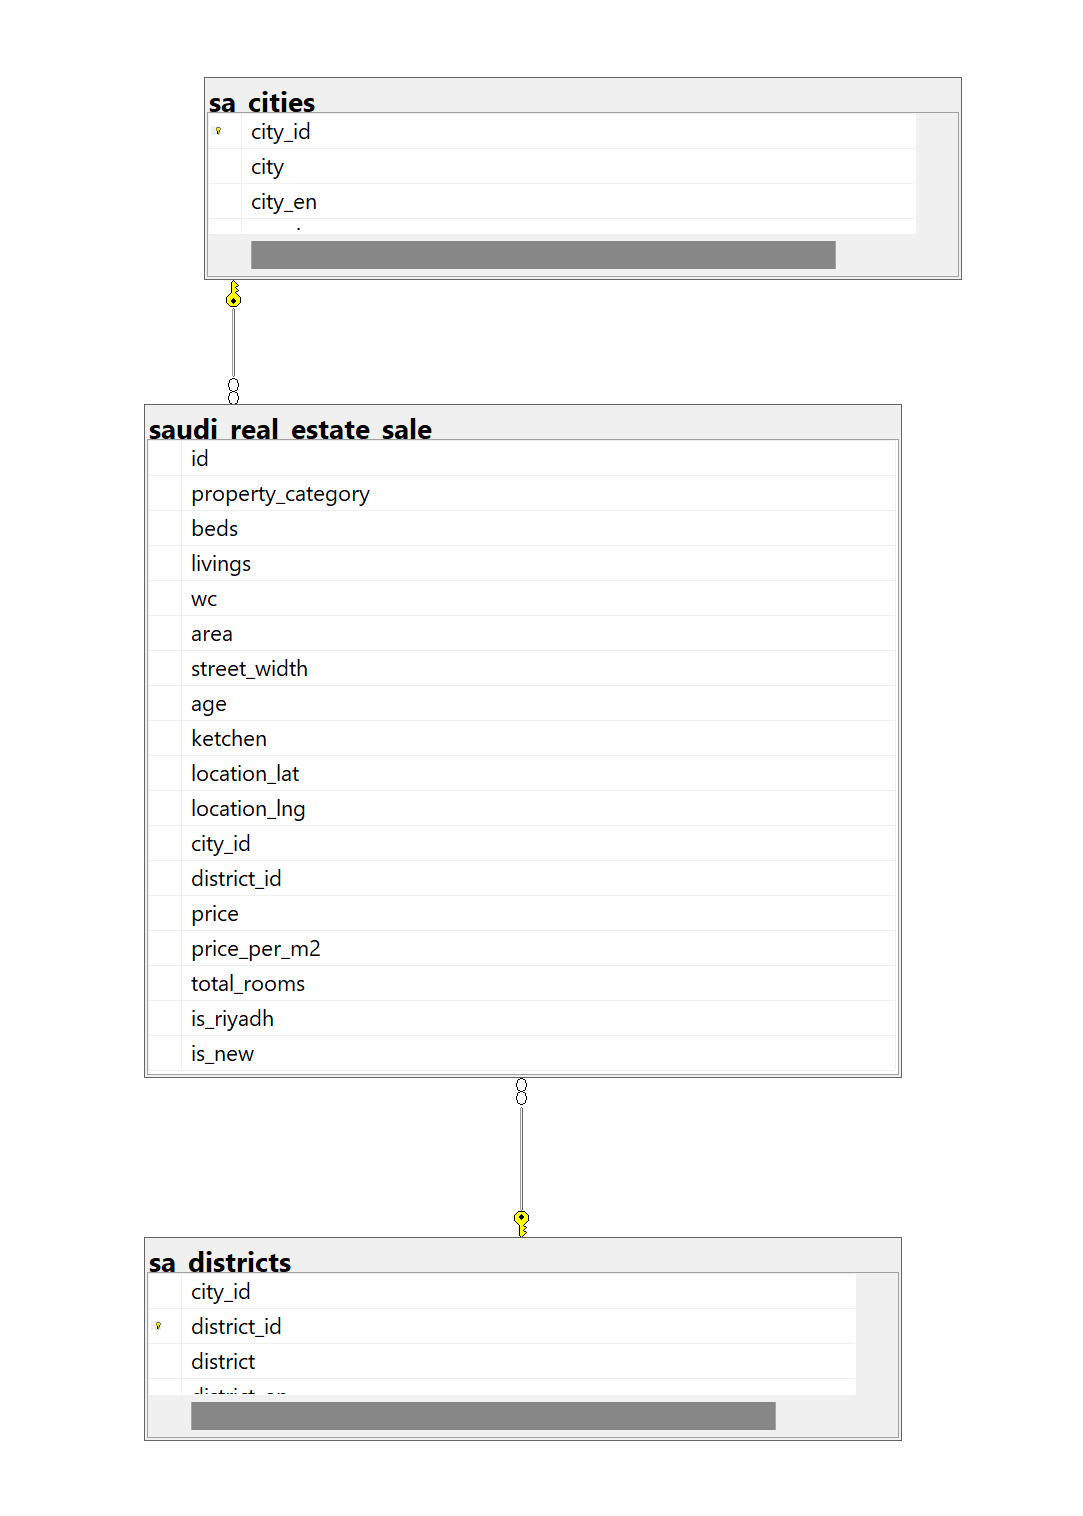 sa_cities
city_id
city
city_en
saudi_real_estate_sale
id
property_category
beds
livings
wc
area
street_width
age
ketchen
location_lat
location_lng
city_id
district_id
price
price_per_m2
total_rooms
is_riyadh
is_new
sa_districts
city_id
district_id
district
district_en